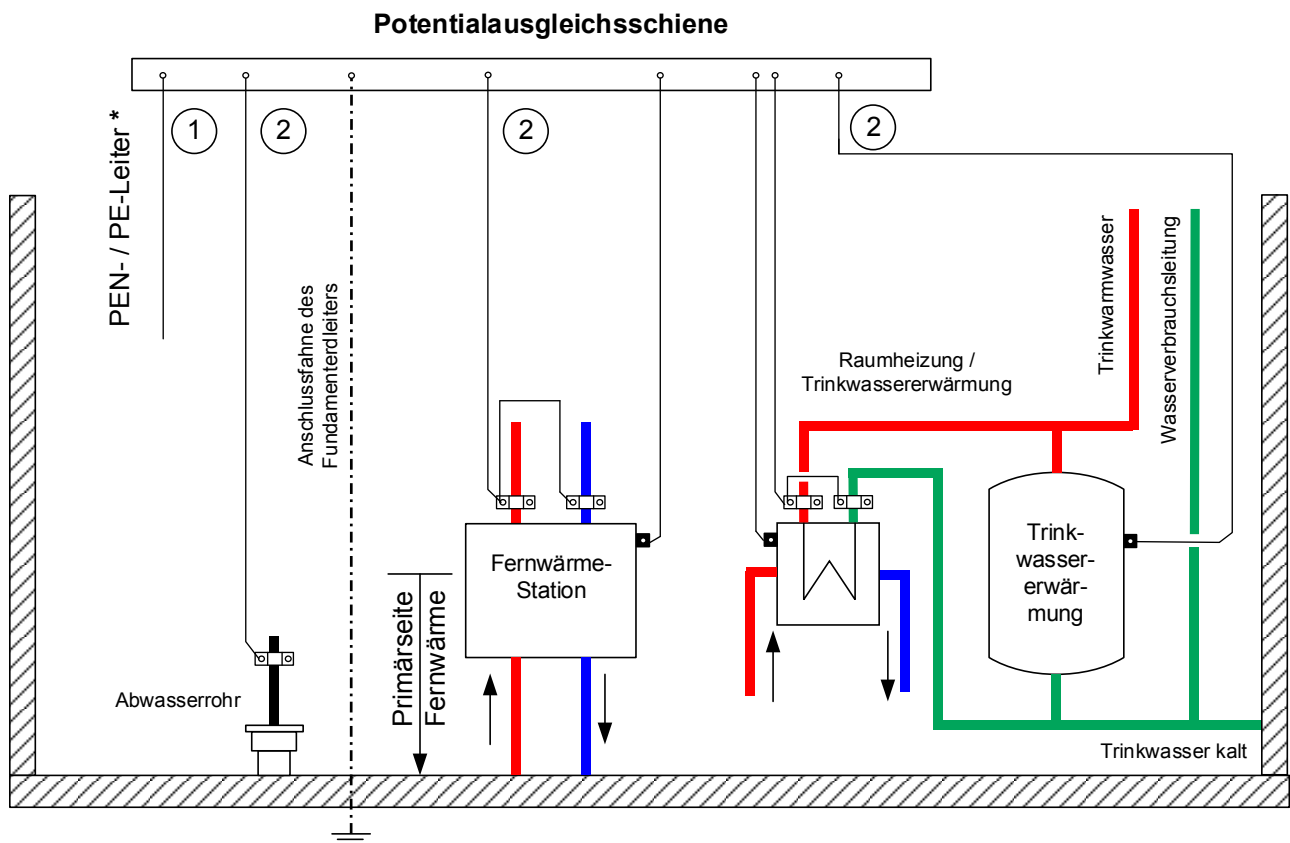 Potentialausgleichsschiene
1
2
2
2
PEN- / PE-Leiter *
Anschlussfahne des
Fundamenterdleiters
Raumheizung /
Trinkwassererwärmung
Trinkwarmwasser
Wasserverbrauchsleitung
Fernwärme-
Station
Trink-
wasser-
erwär-
mung
Primärseite
Fernwärme
Abwasserrohr
Trinkwasser kalt